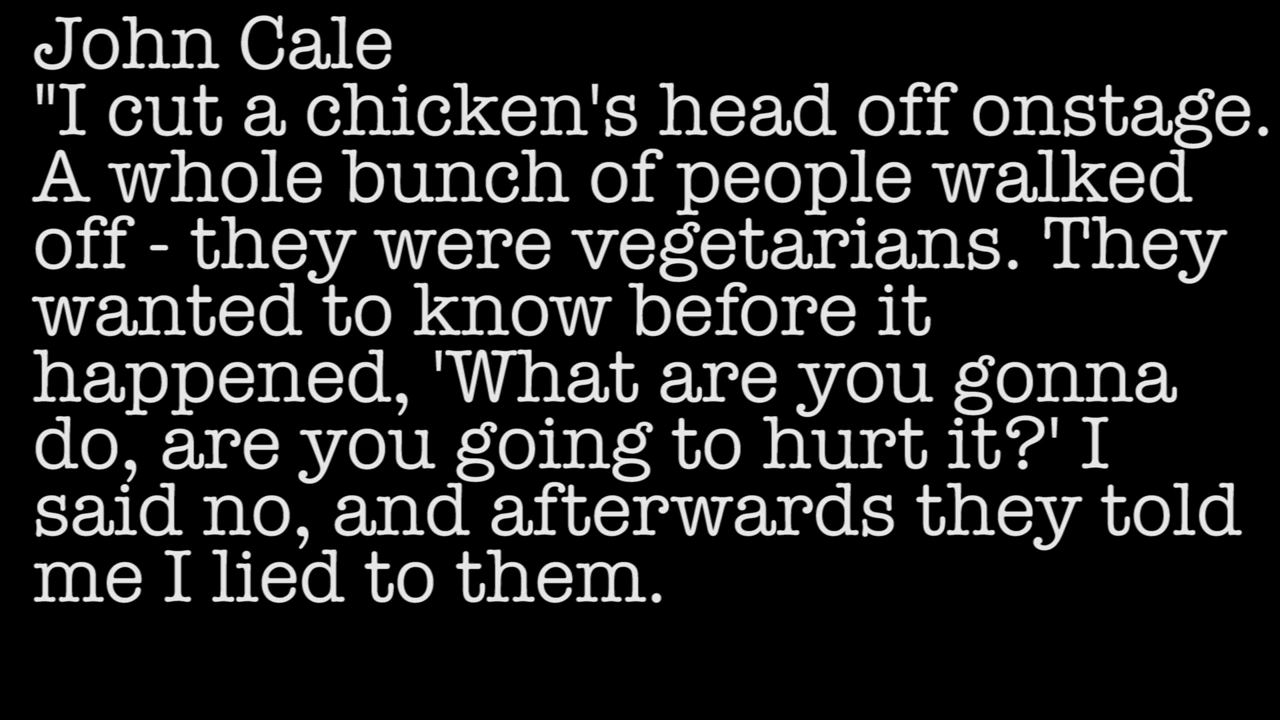 John Cale
"I cut a chicken's head off onstage.
A whole bunch of people walked
off - they were vegetarians. They
wanted to know before it
happened, 'What are you gonna
do, are you going to hurt it?' I
said no, and afterwards they told
me I lied to them.